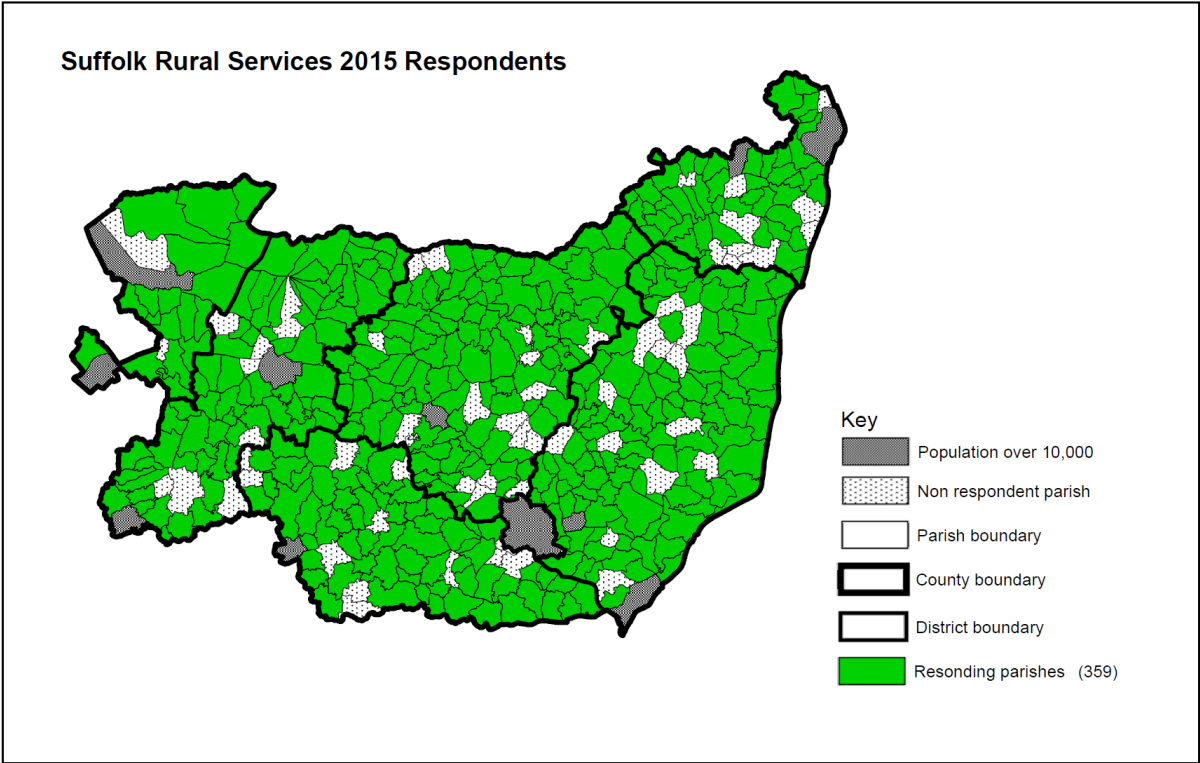 Suffolk Rural Services 2015 Respondents
Key
Population over 10,000
Non respondent parish
Parish boundary
County boundary
District boundary
Resonding parishes (359)